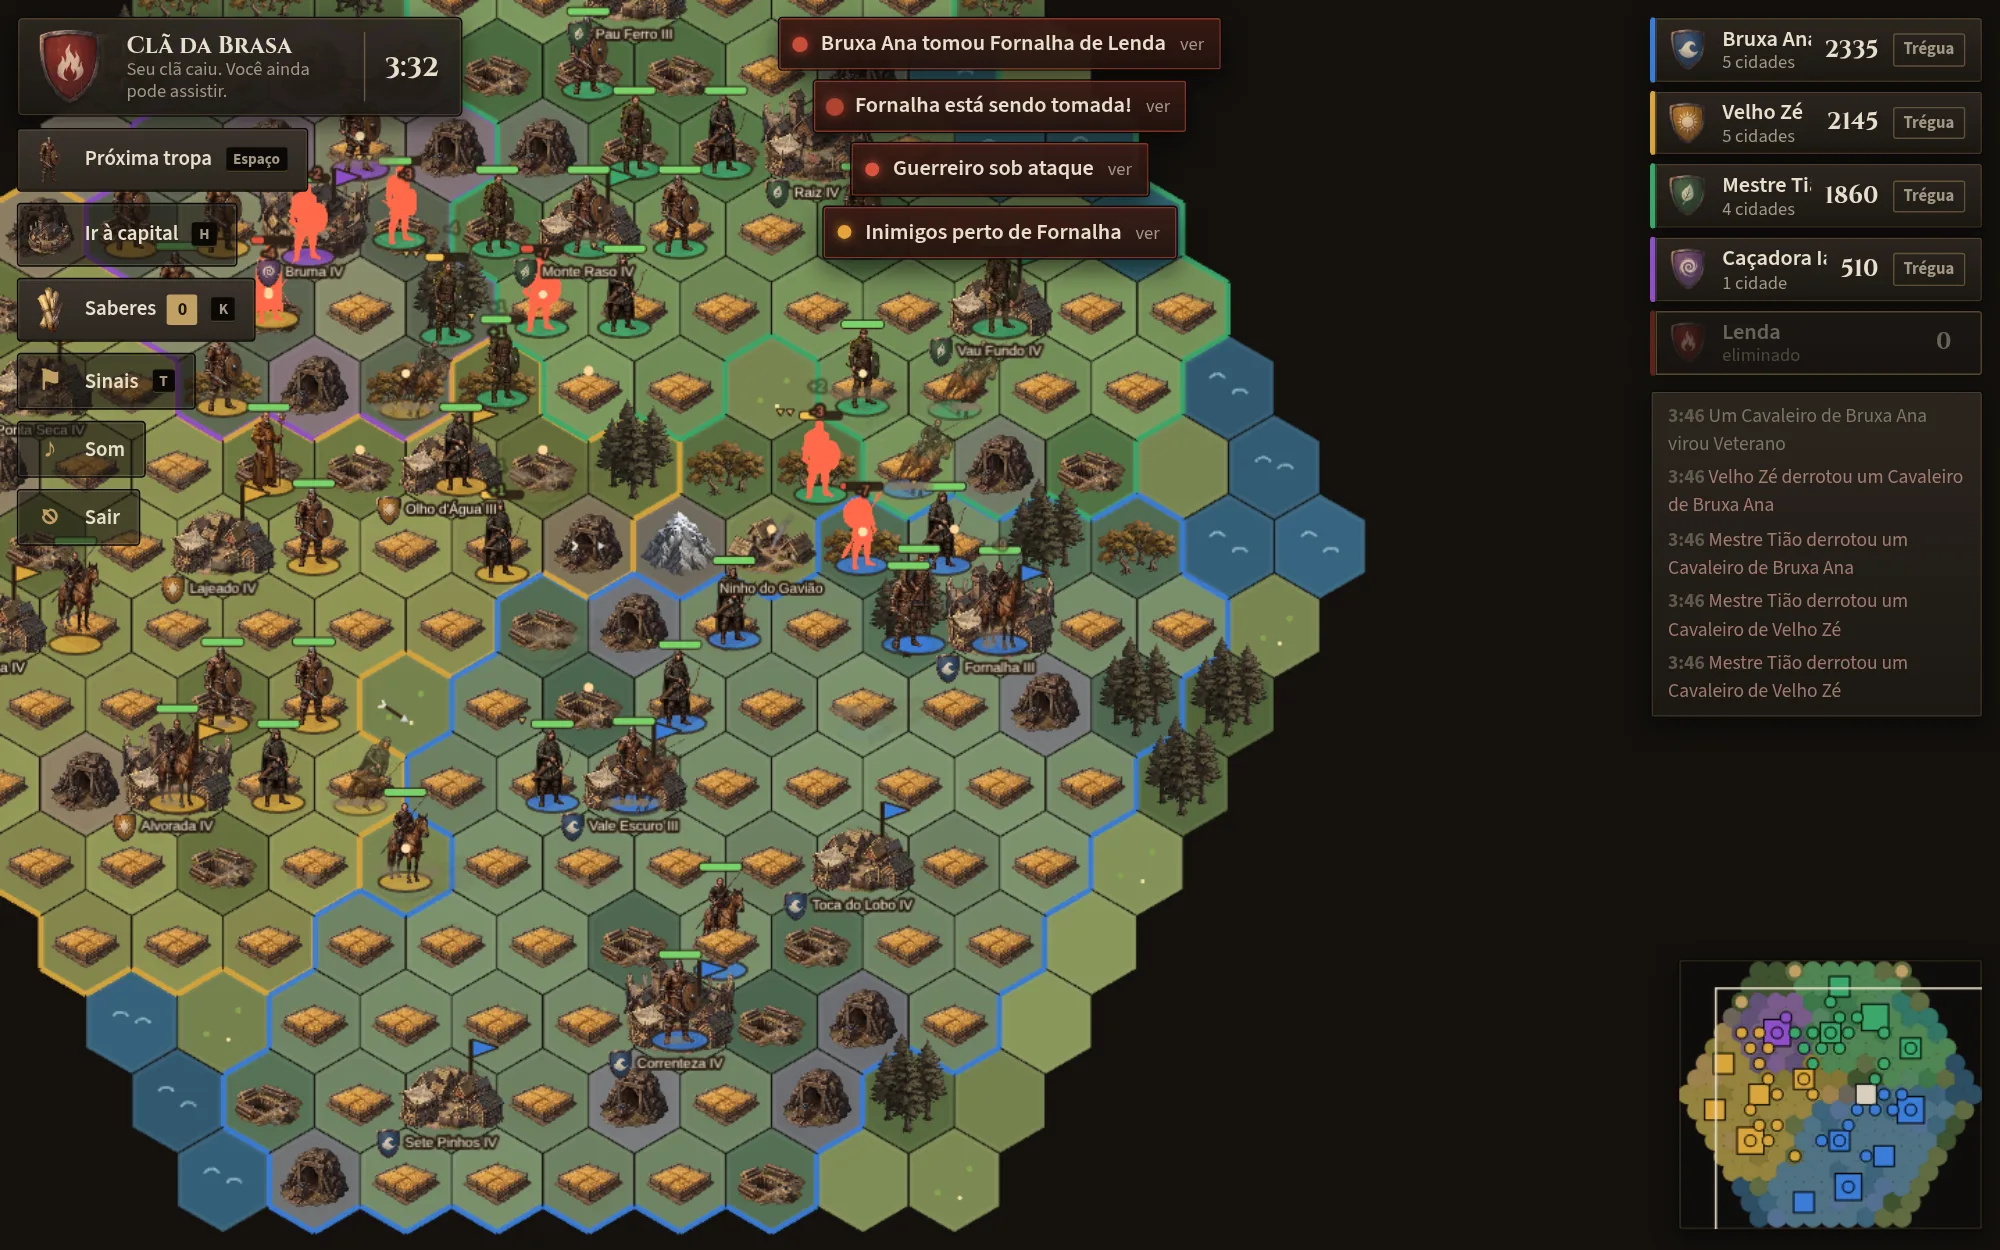 CLÃ DA BRASA
Seu clã caiu. Você ainda
pode assistir.
3:32
Próxima tropa Espaço
Ir à capital H
Saberes 0 K
Sinais T
Som
Sair
Bruxa Ana tomou Fornalha de Lenda ver
Fornalha está sendo tomada! ver
Guerreiro sob ataque ver
Inimigos perto de Fornalha ver
Bruxa Ana 2335 Trégua
5 cidades
Velho Zé 2145 Trégua
5 cidades
Mestre Ti 1860 Trégua
4 cidades
Caçadora 510 Trégua
1 cidade
Lenda 0
eliminado
3:46 Um Cavaleiro de Bruxa Ana
virou Veterano
3:46 Velho Zé derrotou um Cavaleiro
de Bruxa Ana
3:46 Mestre Tião derrotou um
Cavaleiro de Bruxa Ana
3:46 Mestre Tião derrotou um
Cavaleiro de Velho Zé
3:46 Mestre Tião derrotou um
Cavaleiro de Velho Zé
Pau Ferro III
Raiz IV
Bruma IV
Monte Raso IV
Vau Fundo IV
Ponta Seca IV
Olho d'Água III
Lajeado IV
Ninho do Gavião
a IV
Fornalha III
Alvorada IV
Vale Escuro III
Toca do Lobo IV
Correnteza IV
Sete Pinhos IV